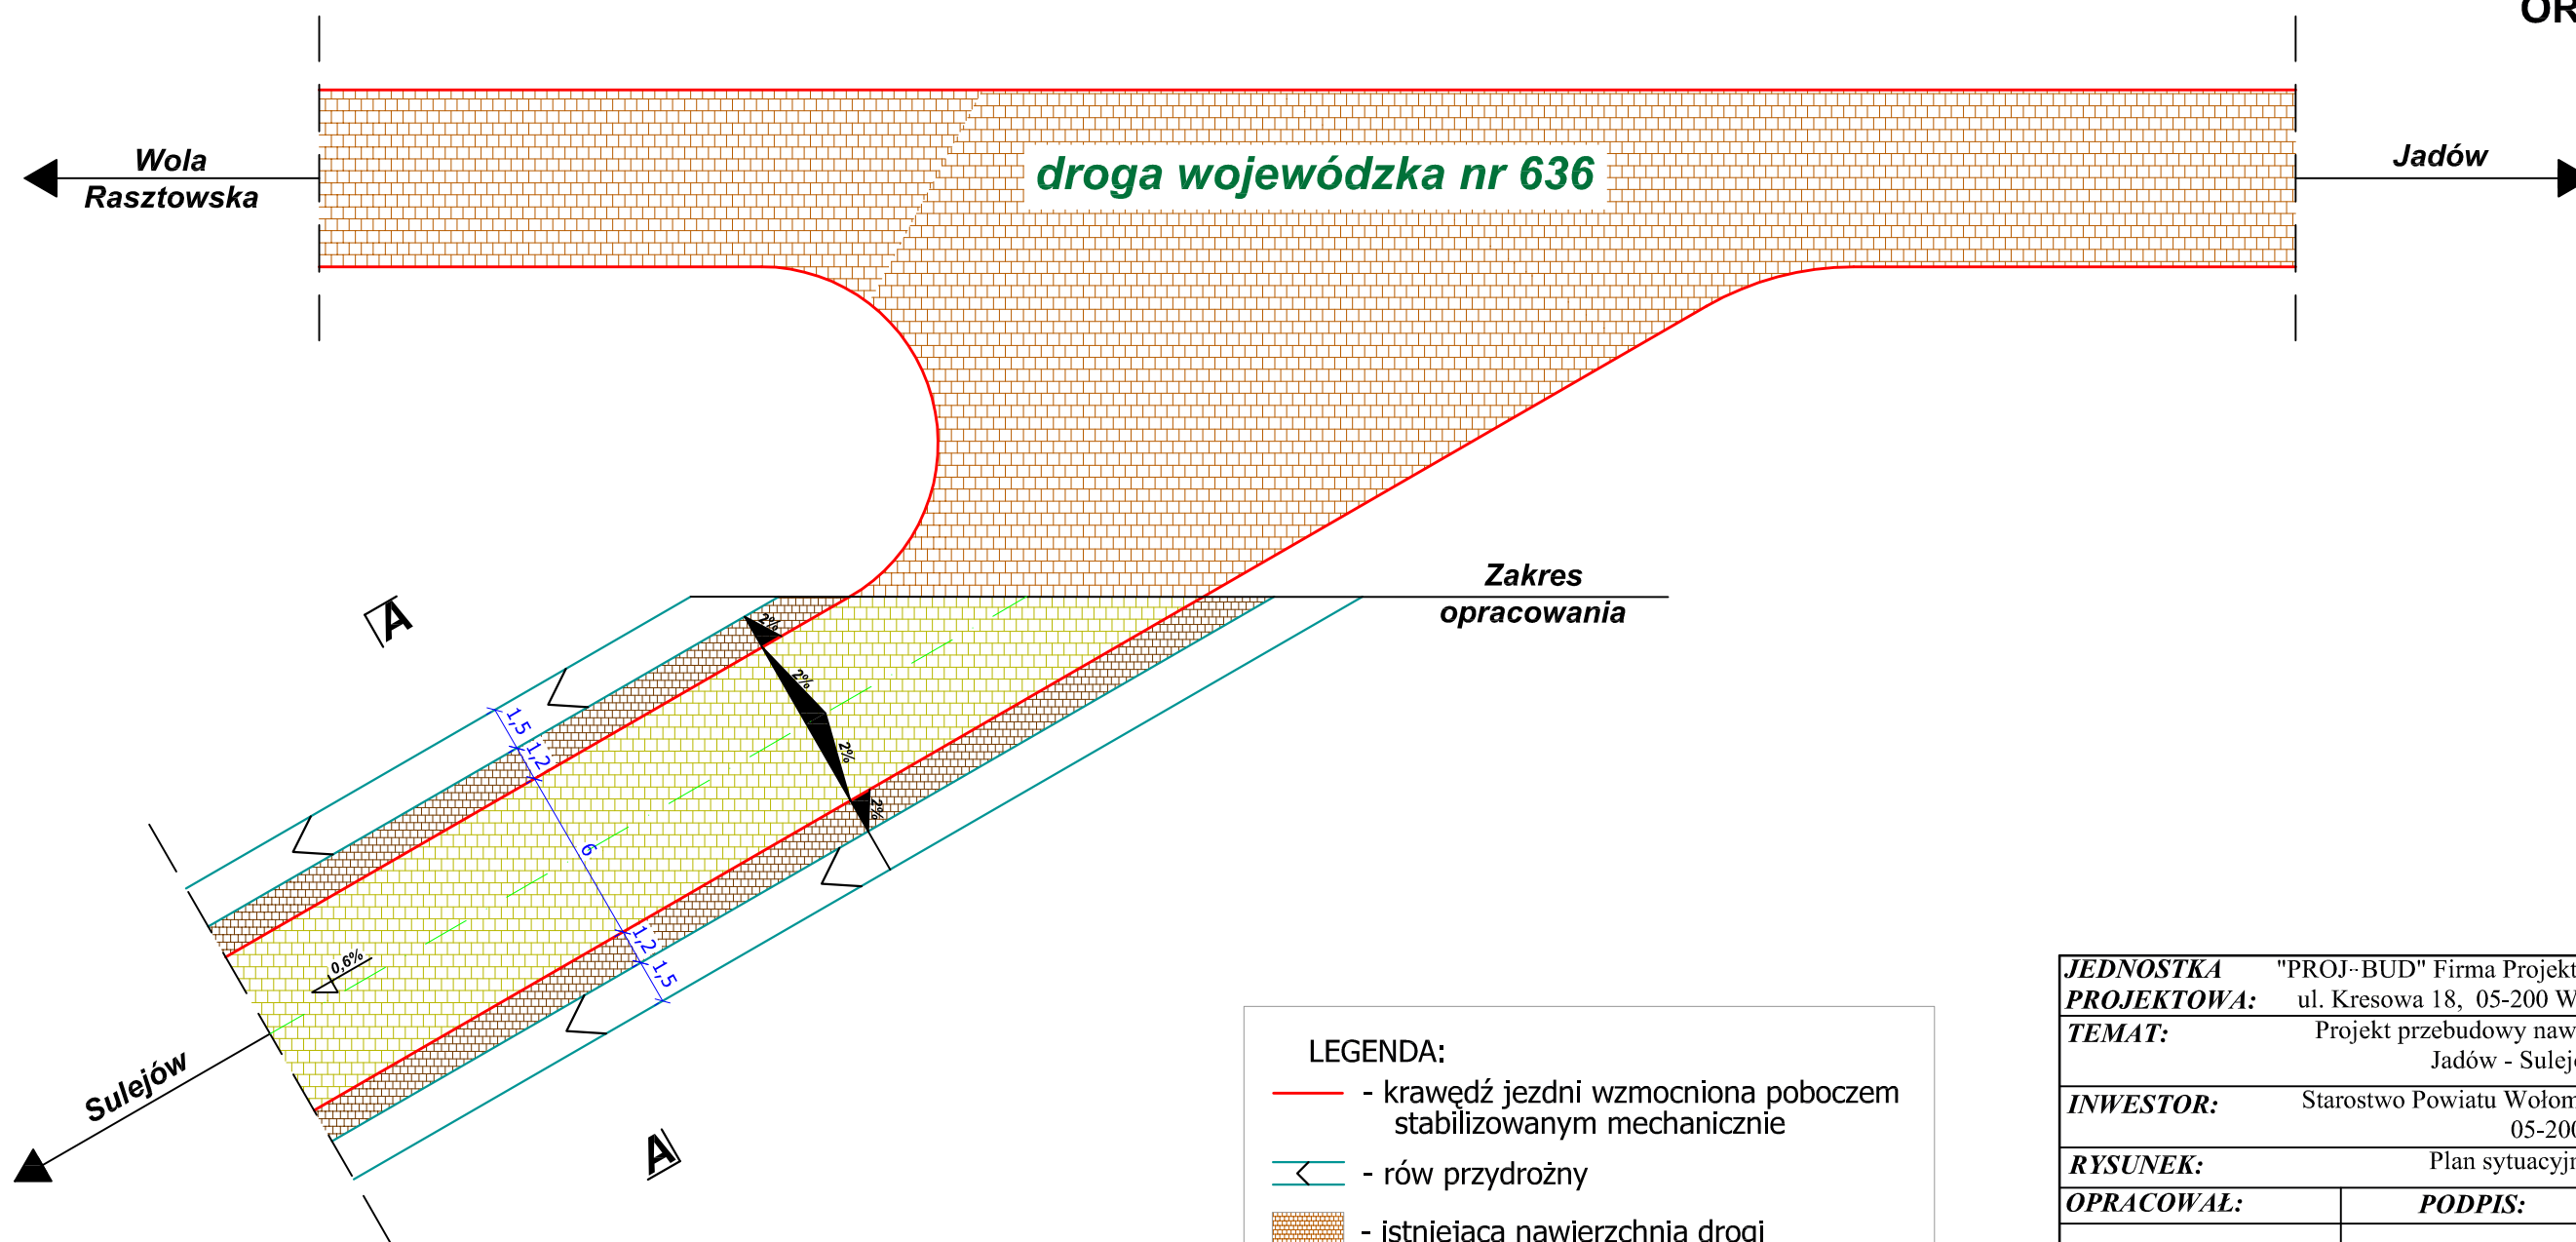 OR
Wola
Rasztowska
droga wojewódzka nr 636
Jadów
Zakres
opracowania
A
2%
2%
2%
2%
1,5
1,2
6
1,2
1,5
0,6%
Sulejów
A
LEGENDA:
- krawędź jezdni wzmocniona poboczem
stabilizowanym mechanicznie
- rów przydrożny
- istniejąca nawierzchnia drogi
JEDNOSTKA "PROJ-BUD" Firma Projekt
PROJEKTOWA: ul. Kresowa 18, 05-200 W
TEMAT: Projekt przebudowy naw
Jadów - Sulej
INWESTOR: Starostwo Powiatu Wołom
05-200
RYSUNEK: Plan sytuacyj
OPRACOWAŁ: PODPIS: